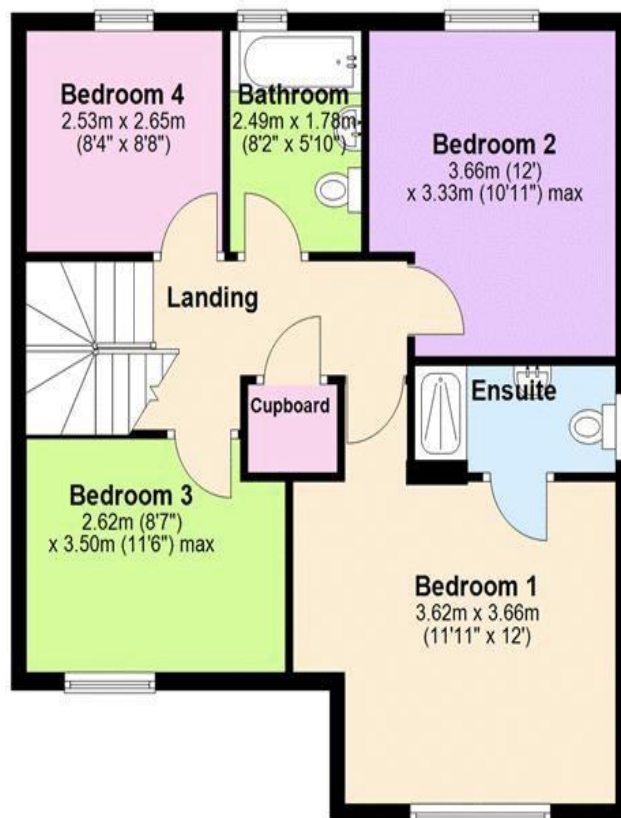 Bedroom 4
2.53m x 2.65m
(8'4" x 8'8")
Bathroom
2.49m x 1.78m
(8'2" x 5'10")
Bedroom 2
3.66m (12')
x 3.33m (10'11") max
Landing
Cupboard
Ensuite
Bedroom 3
2.62m (8'7")
x 3.50m (11'6") max
Bedroom 1
3.62m x 3.66m
(11'11" x 12')